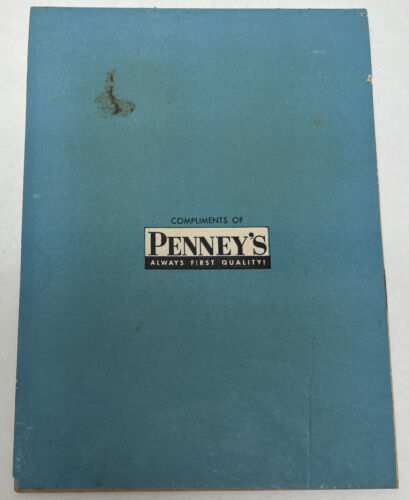 COMPLIMENTS OF
PENNEY'S
ALWAYS FIRST QUALITY!